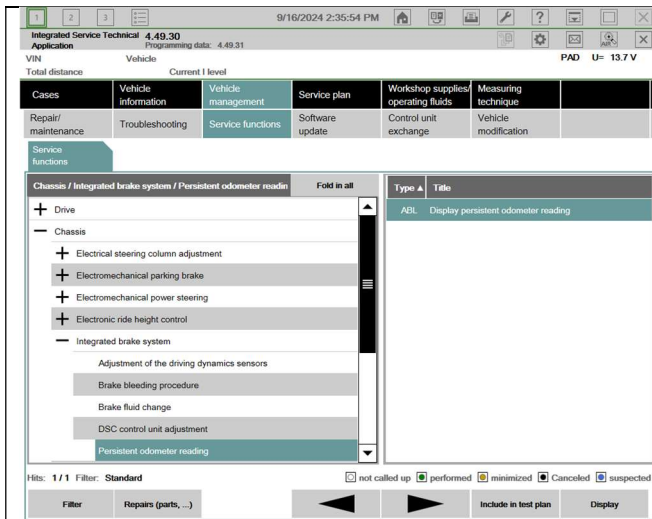 1 2 3 9/16/2024 2:35:54 PM ?
Integrated Service Technical 4.49.30
Application Programming data: 4.49.31
VIN Vehicle PAD U= 13.7 V
Total distance Current I level
Cases Vehicle information Vehicle management Service plan Workshop supplies/ operating fluids Measuring technique
Repair/ maintenance Troubleshooting Service functions Software update Control unit exchange Vehicle modification
Service
functions
Chassis / Integrated brake system / Persistent odometer readin Fold in all Type ▲ Title
+ Drive
ABL Display persistent odometer reading
— Chassis
+ Electrical steering column adjustment
+ Electromechanical parking brake
+ Electromechanical power steering
+ Electronic ride height control
— Integrated brake system
Adjustment of the driving dynamics sensors
Brake bleeding procedure
Brake fluid change
DSC control unit adjustment
Persistent odometer reading
Hits: 1 / 1 Filter: Standard not called up performed minimized Canceled suspected
Filter Repairs (parts, ...) Include in test plan Display